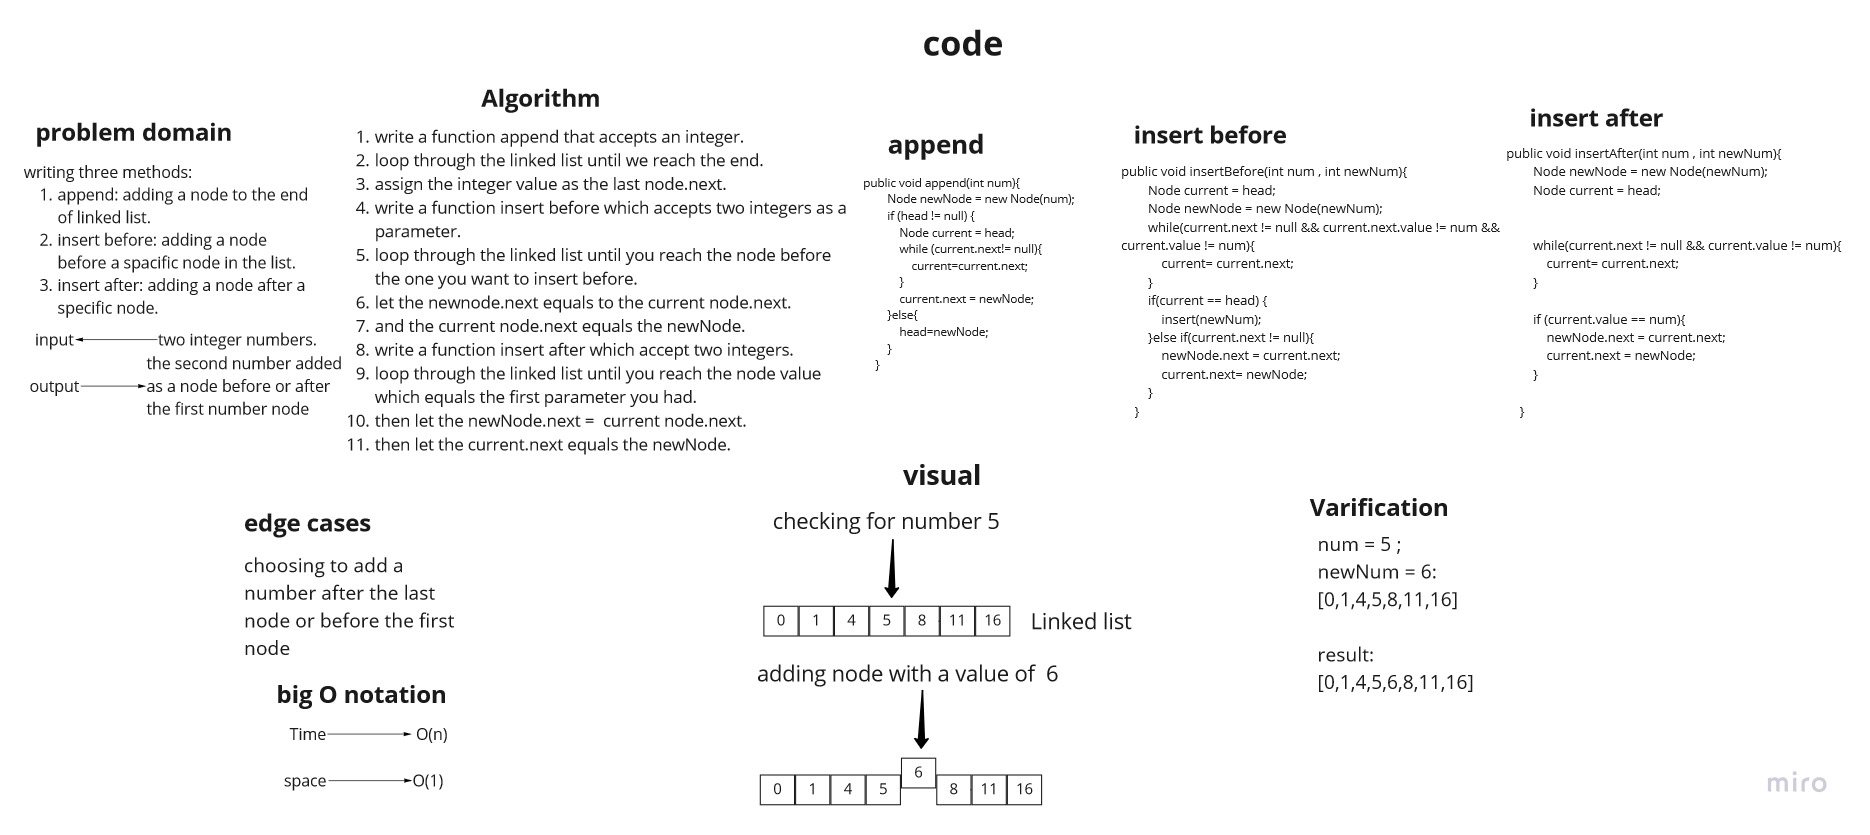 code
problem domain
writing three methods:
1. append: adding a node to the end
of linked list.
2. insert before: adding a node
before a spacific node in the list.
3. insert after: adding a node after a
specific node.
input two integer numbers.
the second number added
output as a node before or after
the first number node
Algorithm
1. write a function append that accepts an integer.
2. loop through the linked list until we reach the end.
3. assign the integer value as the last node.next.
4. write a function insert before which accepts two integers as a
parameter.
5. loop through the linked list until you reach the node before
the one you want to insert before.
6. let the newnode.next equals to the current node.next.
7. and the current node.next equals the newNode.
8. write a function insert after which accept two integers.
9. loop through the linked list until you reach the node value
which equals the first parameter you had.
10. then let the newNode.next =  current node.next.
11. then let the current.next equals the newNode.
append
public void append(int num){
Node newNode = new Node(num);
if (head != null) {
Node current = head;
while (current.next!= null){
current=current.next;
}
current.next = newNode;
}else{
head=newNode;
}
}
insert before
public void insertBefore(int num , int newNum){
Node current = head;
Node newNode = new Node(newNum);
while(current.next != null && current.next.value != num &&
current.value != num){
current= current.next;
}
if(current == head) {
insert(newNum);
}else if(current.next != null){
newNode.next = current.next;
current.next= newNode;
}
}
insert after
public void insertAfter(int num , int newNum){
Node newNode = new Node(newNum);
Node current = head;
while(current.next != null && current.value != num){
current= current.next;
}
if (current.value == num){
newNode.next = current.next;
current.next = newNode;
}
}
edge cases
choosing to add a
number after the last
node or before the first
node
big O notation
Time O(n)
space O(1)
visual
checking for number 5
0 1 4 5 8 11 16 Linked list
adding node with a value of  6
6
0 1 4 5 8 11 16
Varification
num = 5 ;
newNum = 6:
[0,1,4,5,8,11,16]
result:
[0,1,4,5,6,8,11,16]
miro